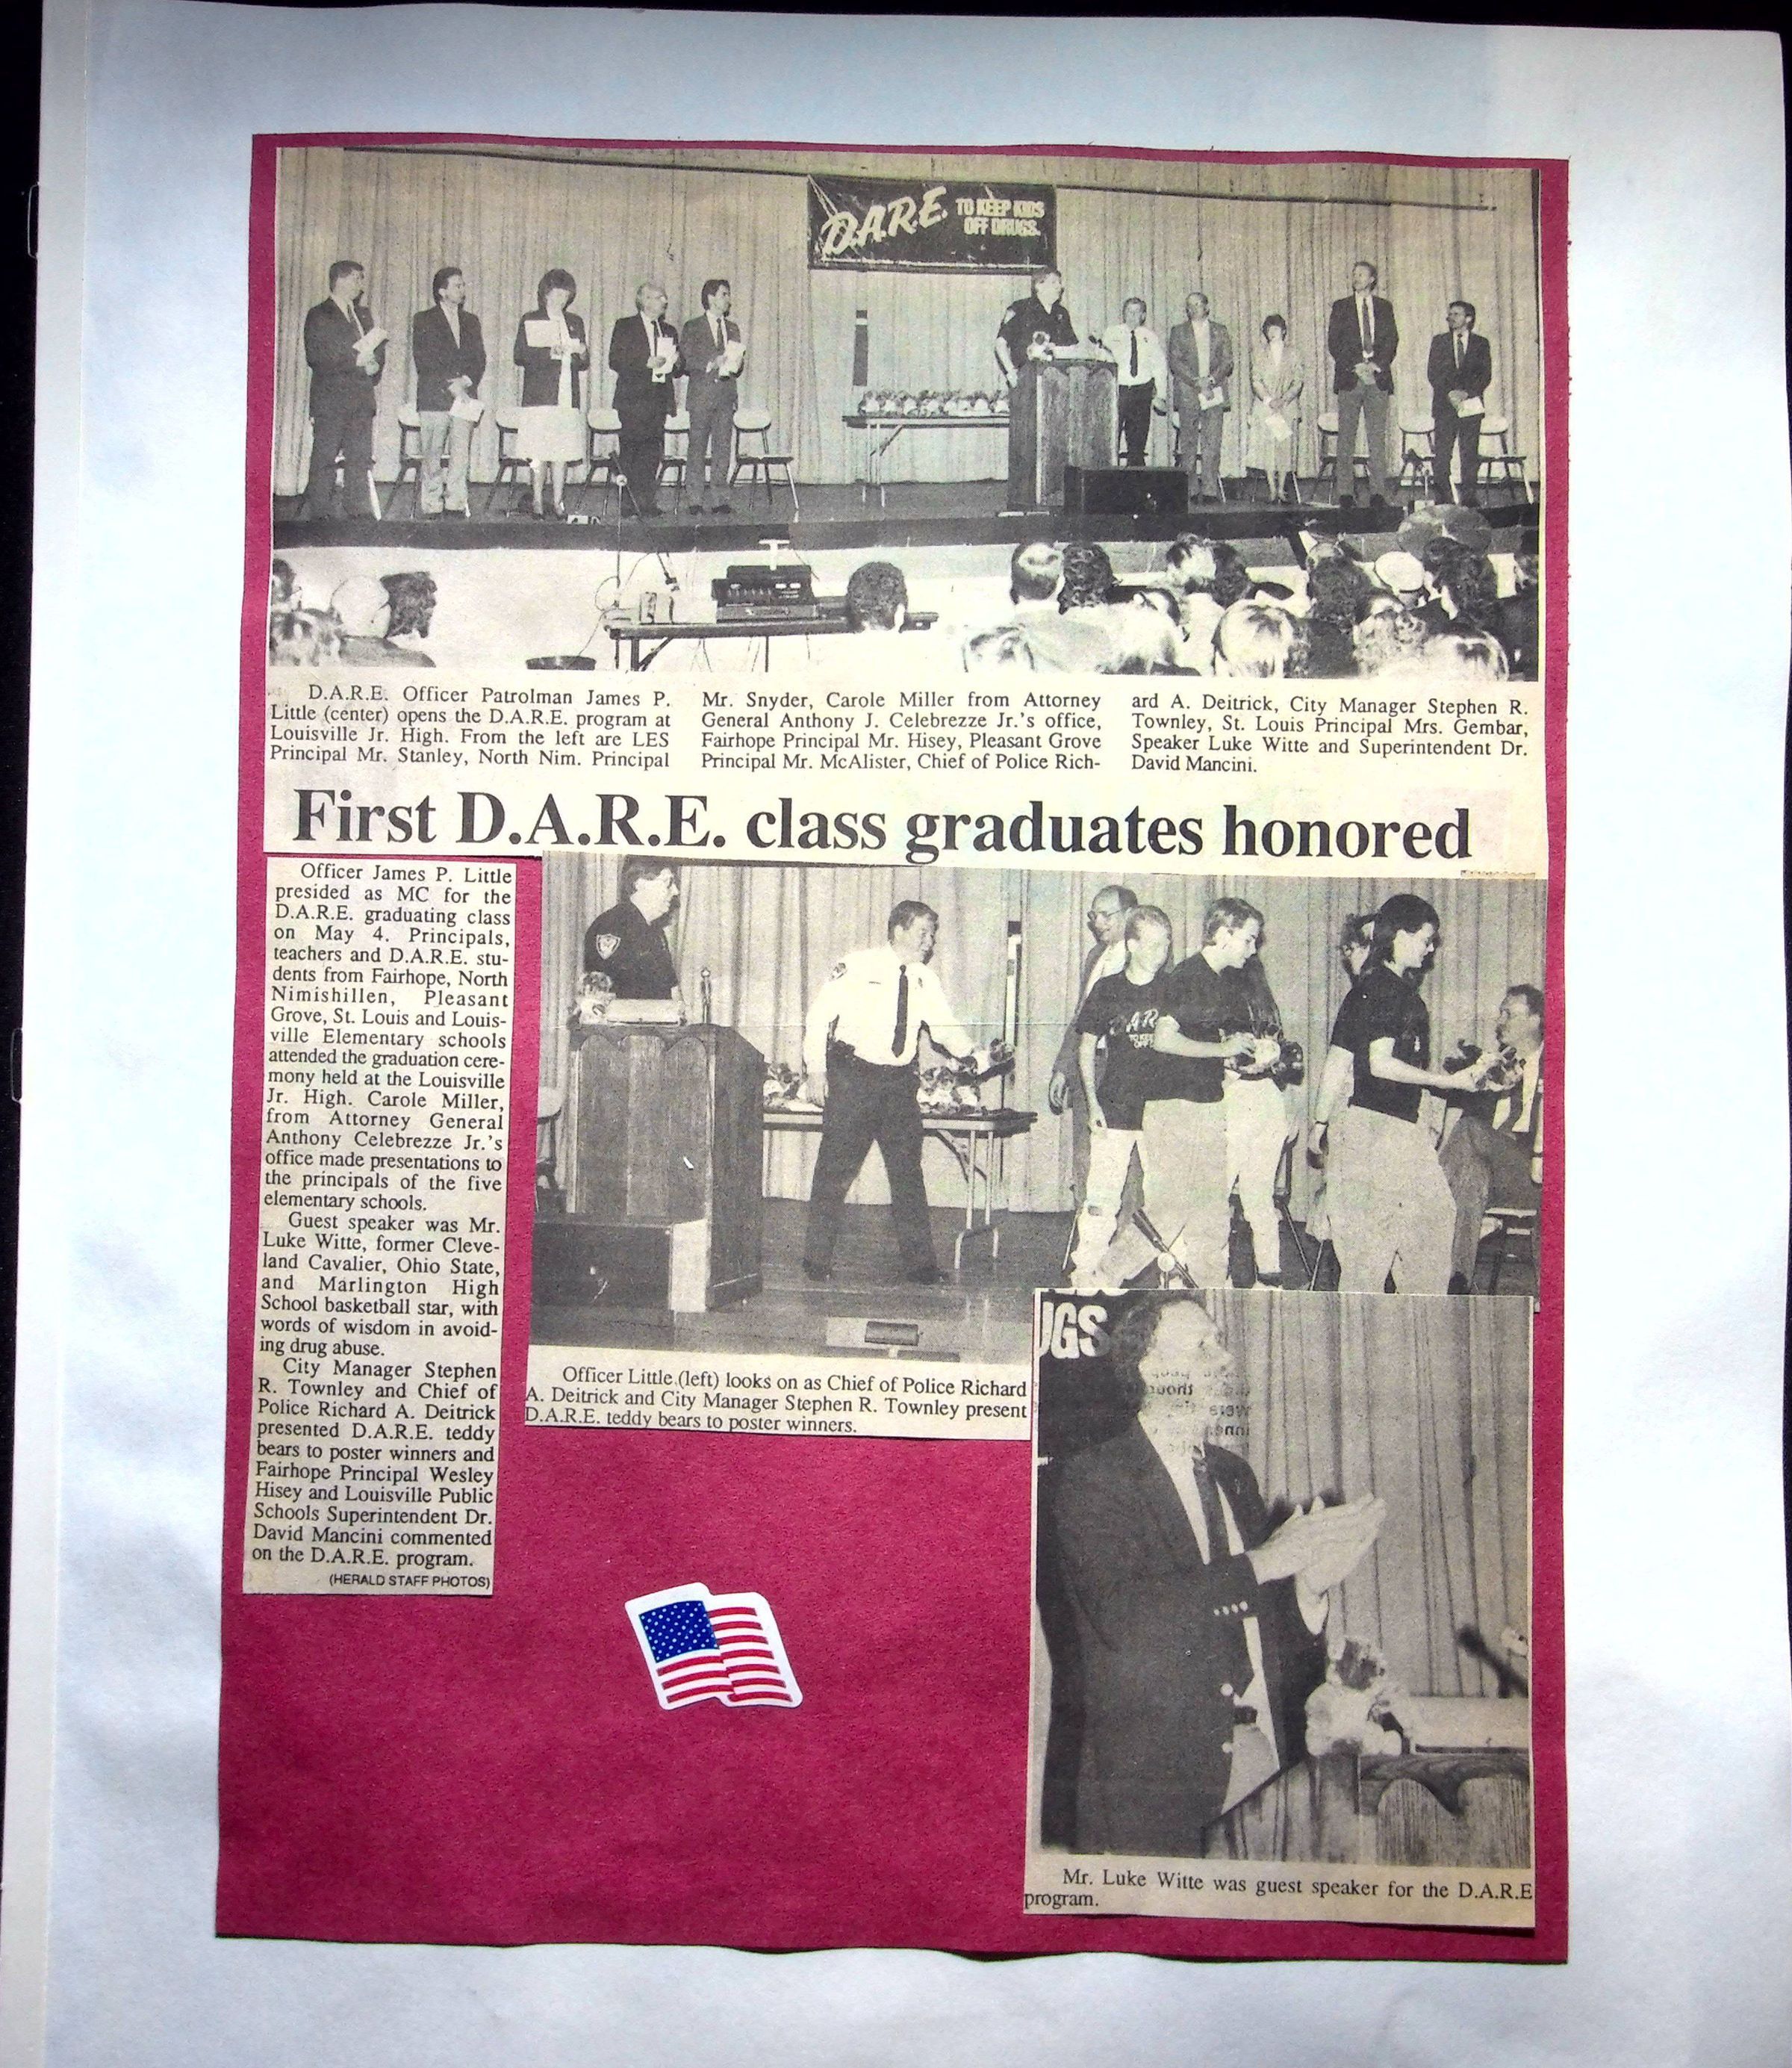 D.A.R.E. TO KEEP KIDS
OFF DRUGS.
D.A.R.E. Officer Patrolman James P.
Little (center) opens the D.A.R.E. program at
Louisville Jr. High. From the left are LES
Principal Mr. Stanley, North Nim. Principal
Mr. Snyder, Carole Miller from Attorney
General Anthony J. Celebrezze Jr.'s office,
Fairhope Principal Mr. Hisey, Pleasant Grove
Principal Mr. McAlister, Chief of Police Rich-
ard A. Deitrick, City Manager Stephen R.
Townley, St. Louis Principal Mrs. Gembar,
Speaker Luke Witte and Superintendent Dr.
David Mancini.
First D.A.R.E. class graduates honored
Officer James P. Little
presided as MC for the
D.A.R.E. graduating class
on May 4. Principals,
teachers and D.A.R.E. stu-
dents from Fairhope, North
Nimishillen, Pleasant
Grove, St. Louis and Louis-
ville Elementary schools
attended the graduation cere-
mony held at the Louisville
Jr. High. Carole Miller,
from Attorney General
Anthony Celebrezze Jr.'s
office made presentations to
the principals of the five
elementary schools.
Guest speaker was Mr.
Luke Witte, former Cleve-
land Cavalier, Ohio State,
and Marlington High
School basketball star, with
words of wisdom in avoid-
ing drug abuse.
City Manager Stephen
R. Townley and Chief of
Police Richard A. Deitrick
presented D.A.R.E. teddy
bears to poster winners and
Fairhope Principal Wesley
Hisey and Louisville Public
Schools Superintendent Dr.
David Mancini commented
on the D.A.R.E. program.
(HERALD STAFF PHOTOS)
Officer Little (left) looks on as Chief of Police Richard
A. Deitrick and City Manager Stephen R. Townley present
D.A.R.E. teddy bears to poster winners.
UGS
Mr. Luke Witte was guest speaker for the D.A.R.E
program.